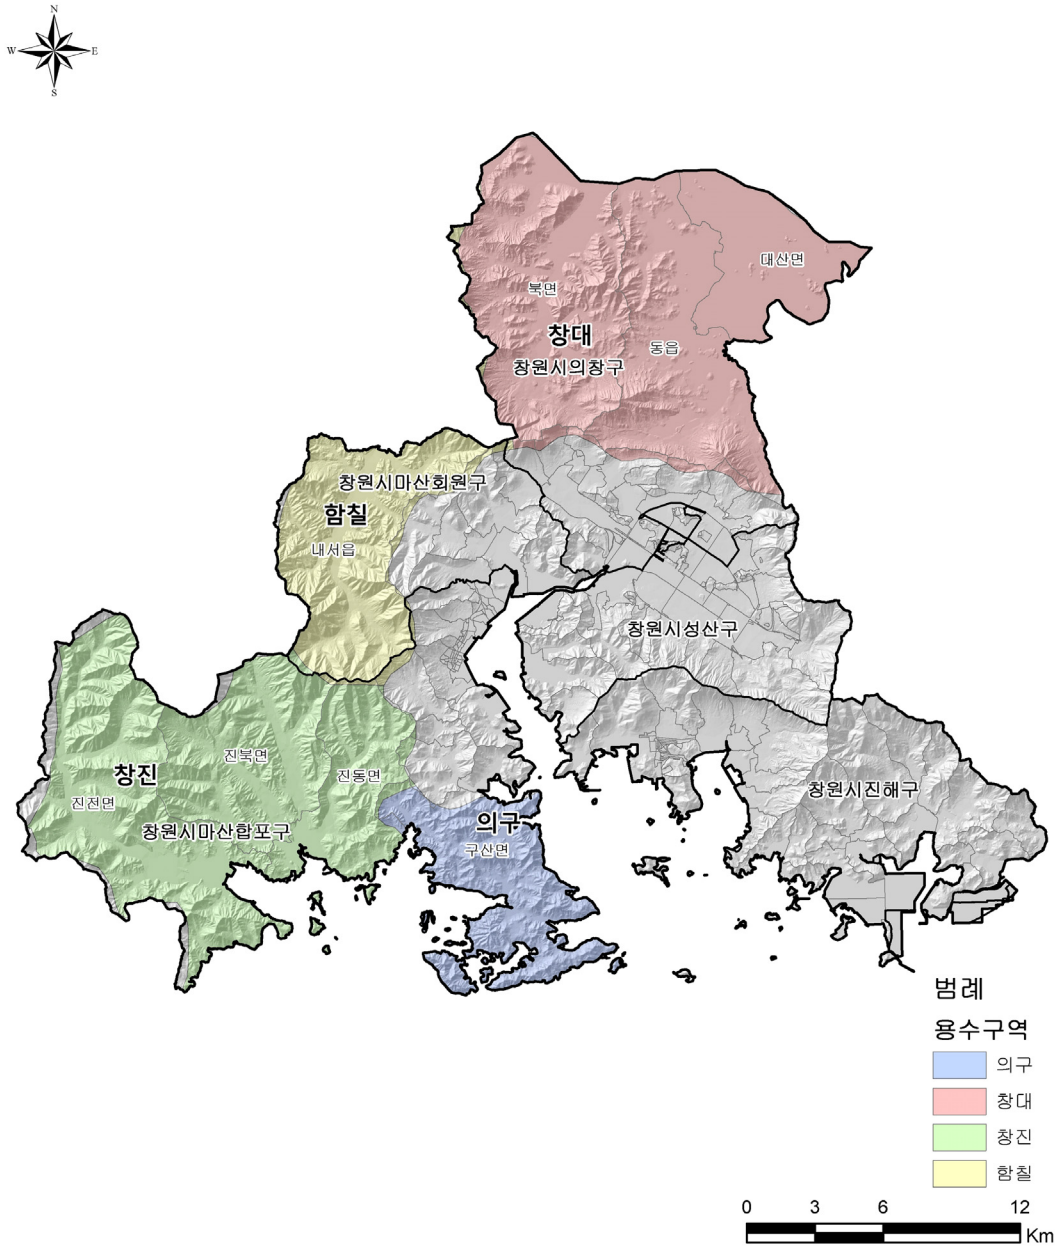 N
W E
S
대산면
북면
창대
동읍
창원시의창구
창원시마산회원구
함칠
내서읍
창원시성산구
진북면
창진
진동면
진전면
창원시마산합포구
창원시진해구
의구
구산면
범례
용수구역
의구
창대
창진
함칠
0 3 6 12
Km